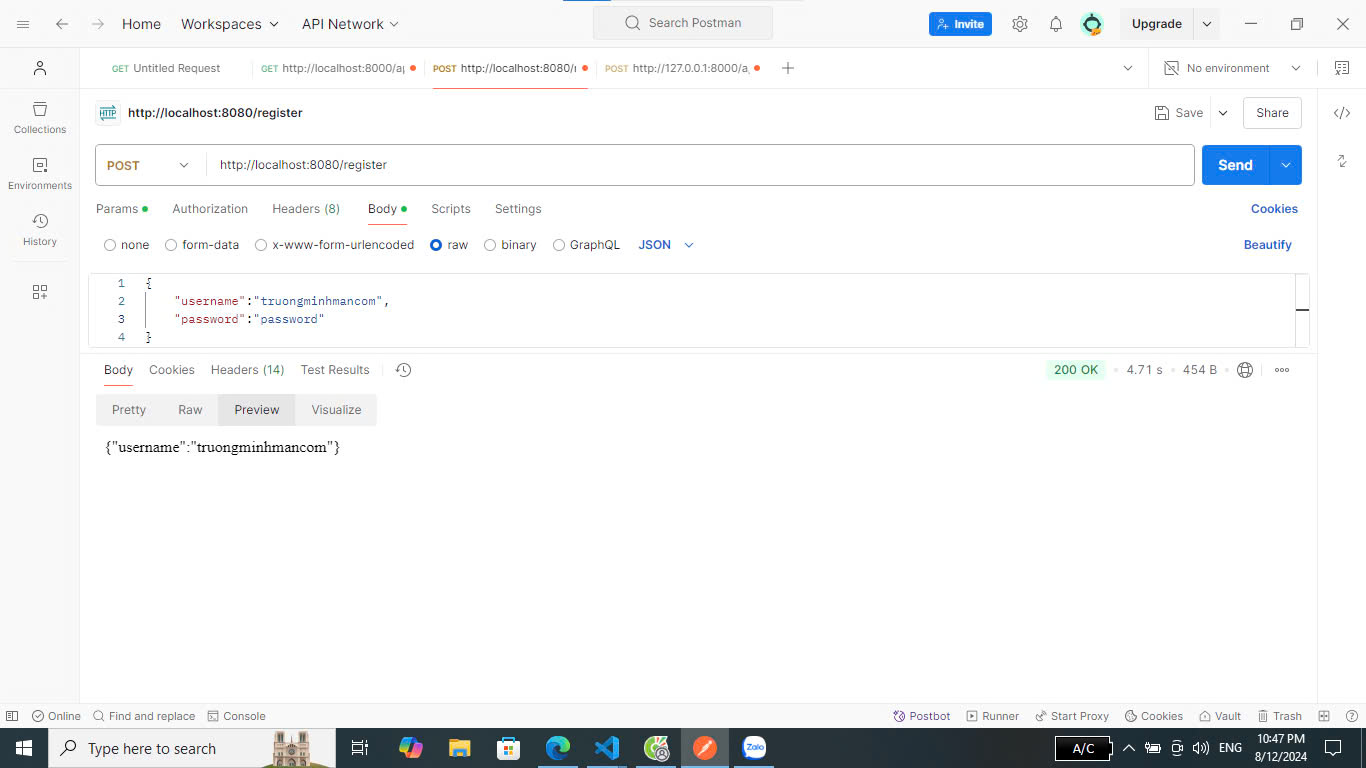 Home Workspaces API Network Search Postman Invite Upgrade
GET Untitled Request GET http://localhost:8000/a POST http://localhost:8080/ POST http://127.0.0.1:8000/a No environment
HTTP http://localhost:8080/register Save Share
Collections
Environments
History
POST http://localhost:8080/register Send
Params Authorization Headers (8) Body Scripts Settings Cookies
none form-data x-www-form-urlencoded raw binary GraphQL JSON Beautify
1 {
2 "username":"truongminhmancom",
3 "password":"password"
4 }
Body Cookies Headers (14) Test Results 200 OK 4.71 s 454 B
Pretty Raw Preview Visualize
{"username":"truongminhmancom"}
Online Find and replace Console Postbot Runner Start Proxy Cookies Vault Trash
Type here to search Zalo A/C ENG 10:47 PM
8/12/2024